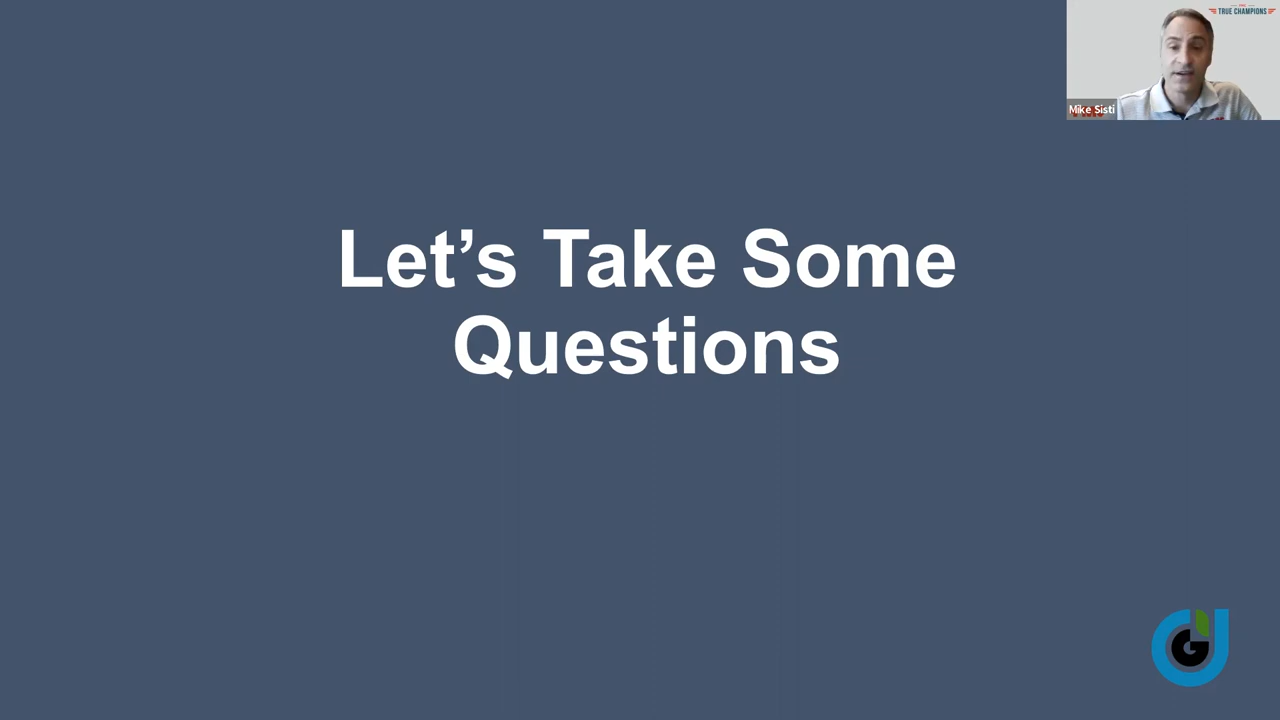 TRUE CHAMPIONS
Mike Sisti
Let's Take Some
Questions
G